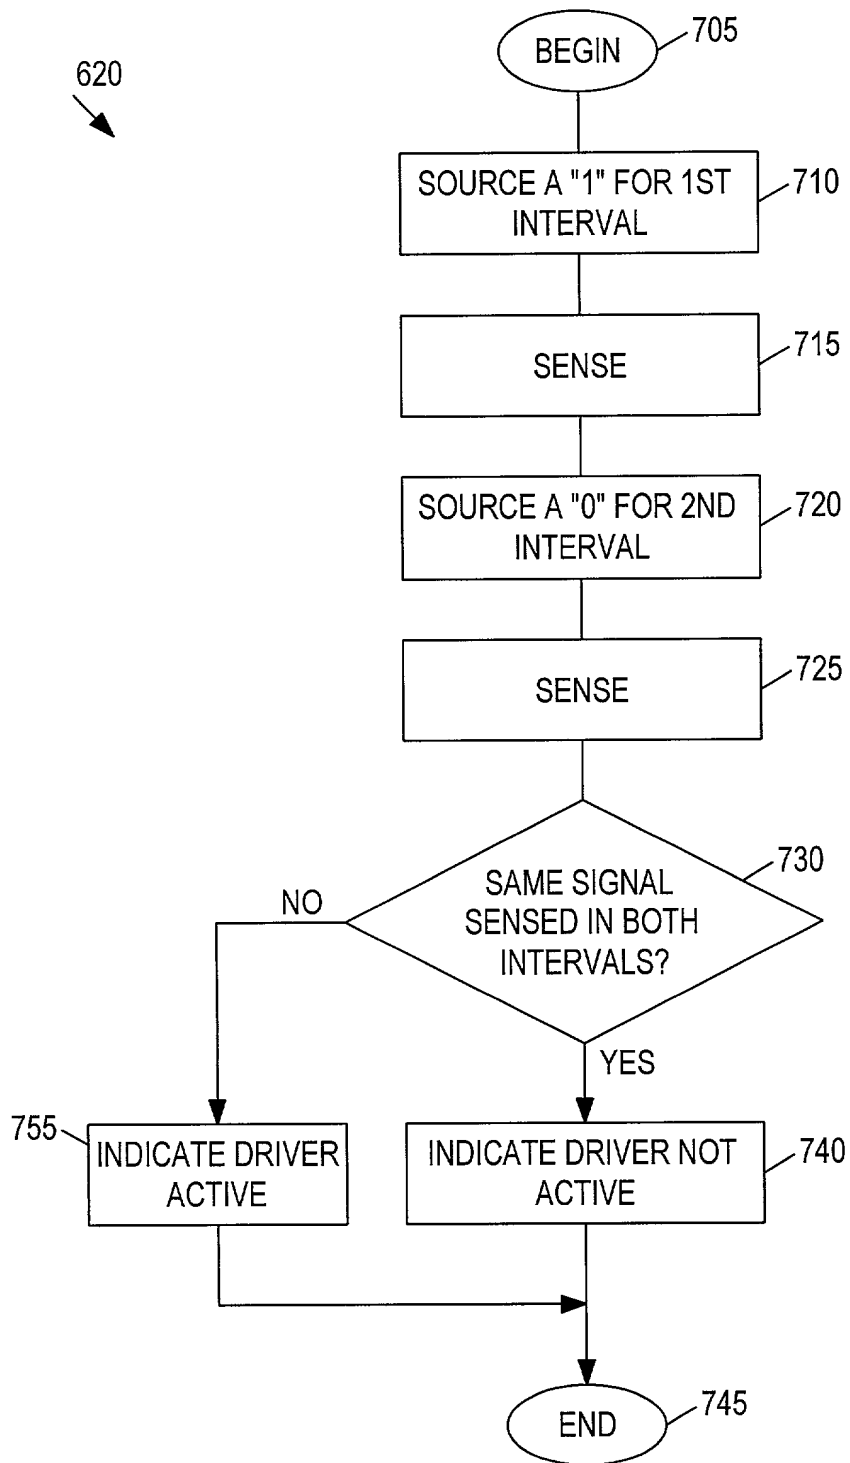 BEGIN
705
620
SOURCE A "1" FOR 1ST
INTERVAL
710
SENSE
715
SOURCE A "0" FOR 2ND
INTERVAL
720
SENSE
725
SAME SIGNAL
SENSED IN BOTH
INTERVALS?
730
NO
YES
755
INDICATE DRIVER
ACTIVE
INDICATE DRIVER NOT
ACTIVE
740
END
745